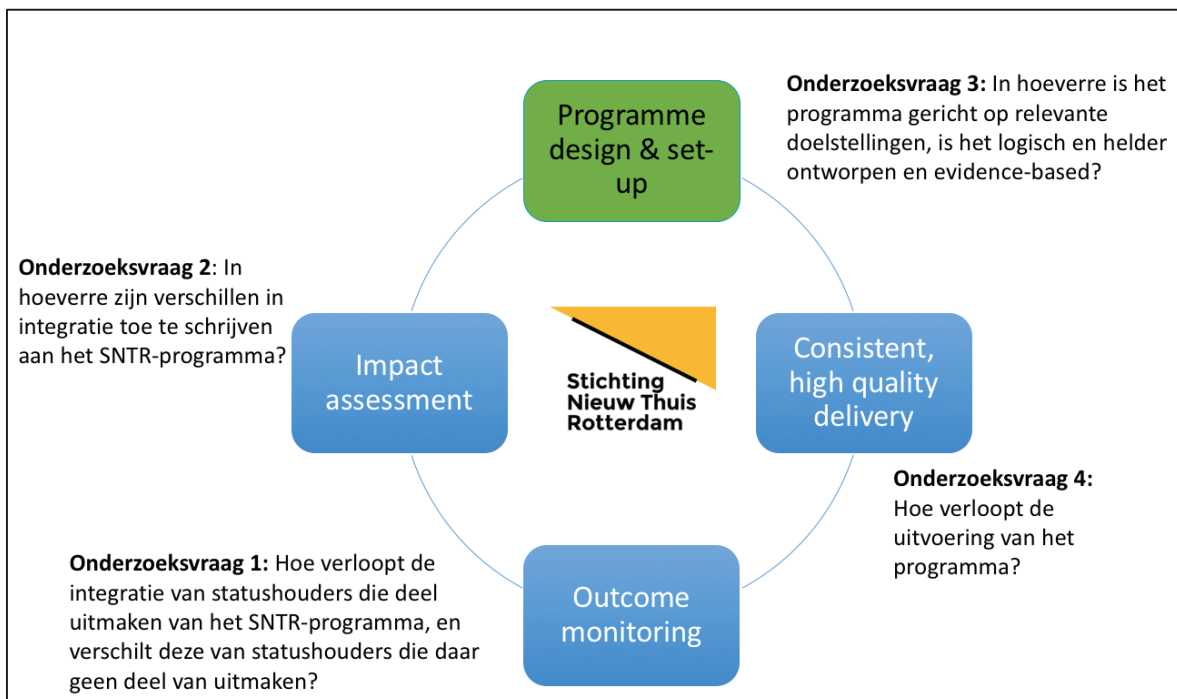 Programme
design & set-
up
Onderzoeksvraag 3: In hoeverre is het
programma gericht op relevante
doelstellingen, is het logisch en helder
ontworpen en evidence-based?
Onderzoeksvraag 2: In
hoeverre zijn verschillen in
integratie toe te schrijven
aan het SNTR-programma?
Impact
assessment
Stichting
Nieuw Thuis
Rotterdam
Consistent,
high quality
delivery
Onderzoeksvraag 4:
Hoe verloopt de
uitvoering van het
programma?
Onderzoeksvraag 1: Hoe verloopt de
integratie van statushouders die deel
uitmaken van het SNTR-programma, en
verschilt deze van statushouders die daar
geen deel van uitmaken?
Outcome
monitoring